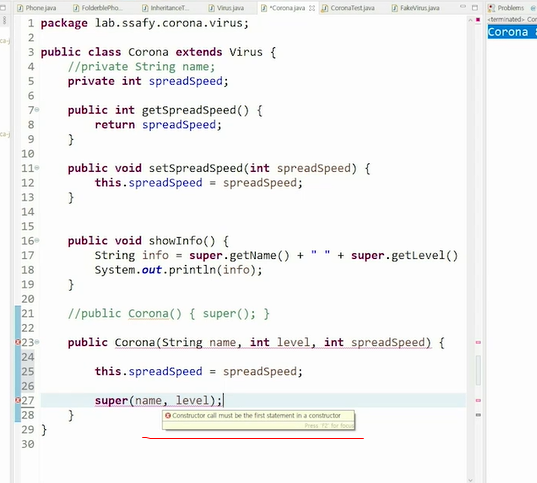 Phone.java FolderblePho... InheritanceT... Virus.java *Corona.java CoronaTest.java FakeVirus.java Problems
<terminated> Cor
Corona
1 package lab.ssafy.corona.virus;
2
3 public class Corona extends Virus {
4 //private String name;
5 private int spreadSpeed;
6
7 public int getSpreadSpeed() {
8 return spreadSpeed;
9 }
10
11 public void setSpreadSpeed(int spreadSpeed) {
12 this.spreadSpeed = spreadSpeed;
13 }
14
15
16 public void showInfo() {
17 String info = super.getName() + " " + super.getLevel()
18 System.out.println(info);
19 }
20
21 //public Corona() { super(); }
22
23 public Corona(String name, int level, int spreadSpeed) {
24
25 this.spreadSpeed = spreadSpeed;
26
27 super(name, level);
Constructor call must be the first statement in a constructor
28 }
Press 'F2' for focus
29 }
30